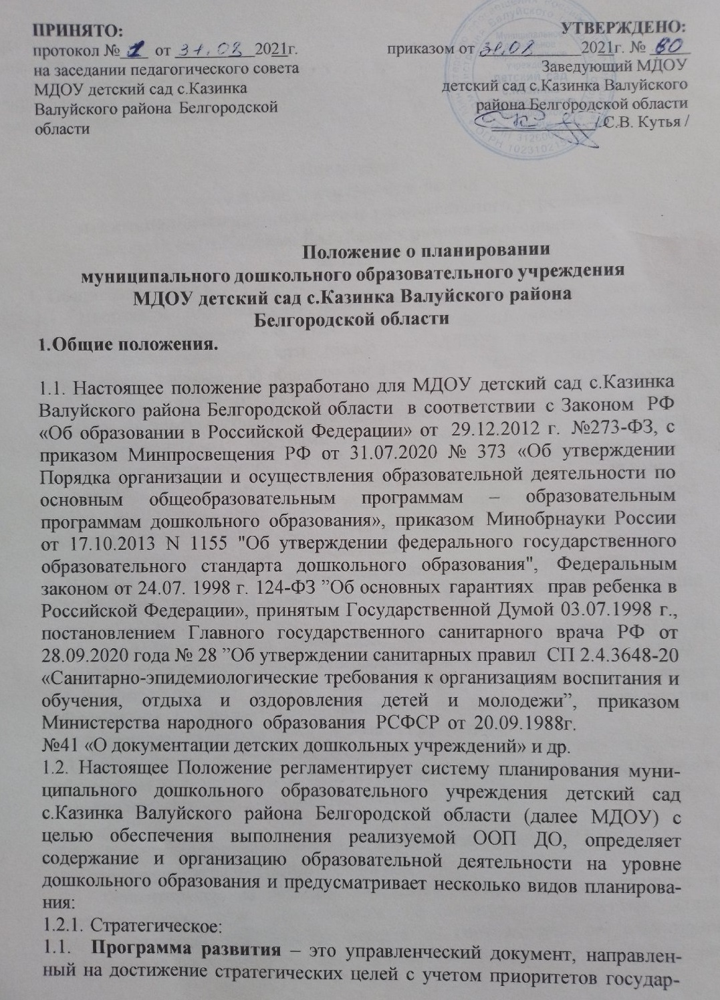 ПРИНЯТО:
протокол № 1 от 31.08 2021г.
на заседании педагогического совета
МДОУ детский сад с.Казинка
Валуйского района Белгородской
области
УТВЕРЖДЕНО:
приказом от 31.08 2021г. № 60
Заведующий МДОУ
детский сад с.Казинка Валуйского
района Белгородской области
/С.В. Кутья /
Положение о планировании
муниципального дошкольного образовательного учреждения
МДОУ детский сад с.Казинка Валуйского района
Белгородской области
1.Общие положения.
1.1. Настоящее положение разработано для МДОУ детский сад с.Казинка
Валуйского района Белгородской области в соответствии с Законом РФ
«Об образовании в Российской Федерации» от 29.12.2012 г. №273-ФЗ, с
приказом Минпросвещения РФ от 31.07.2020 № 373 «Об утверждении
Порядка организации и осуществления образовательной деятельности по
основным общеобразовательным программам – образовательным
программам дошкольного образования», приказом Минобрнауки России
от 17.10.2013 N 1155 "Об утверждении федерального государственного
образовательного стандарта дошкольного образования", Федеральным
законом от 24.07. 1998 г. 124-ФЗ ”Об основных гарантиях прав ребенка в
Российской Федерации», принятым Государственной Думой 03.07.1998 г.,
постановлением Главного государственного санитарного врача РФ от
28.09.2020 года № 28 ”Об утверждении санитарных правил СП 2.4.3648-20
«Санитарно-эпидемиологические требования к организациям воспитания и
обучения, отдыха и оздоровления детей и молодежи”, приказом
Министерства народного образования РСФСР от 20.09.1988г.
№41 «О документации детских дошкольных учреждений» и др.
1.2. Настоящее Положение регламентирует систему планирования муни-
ципального дошкольного образовательного учреждения детский сад
с.Казинка Валуйского района Белгородской области (далее МДОУ) с
целью обеспечения выполнения реализуемой ООП ДО, определяет
содержание и организацию образовательной деятельности на уровне
дошкольного образования и предусматривает несколько видов планирова-
ния:
1.2.1. Стратегическое:
1.1. Программа развития – это управленческий документ, направлен-
ный на достижение стратегических целей с учетом приоритетов государ-